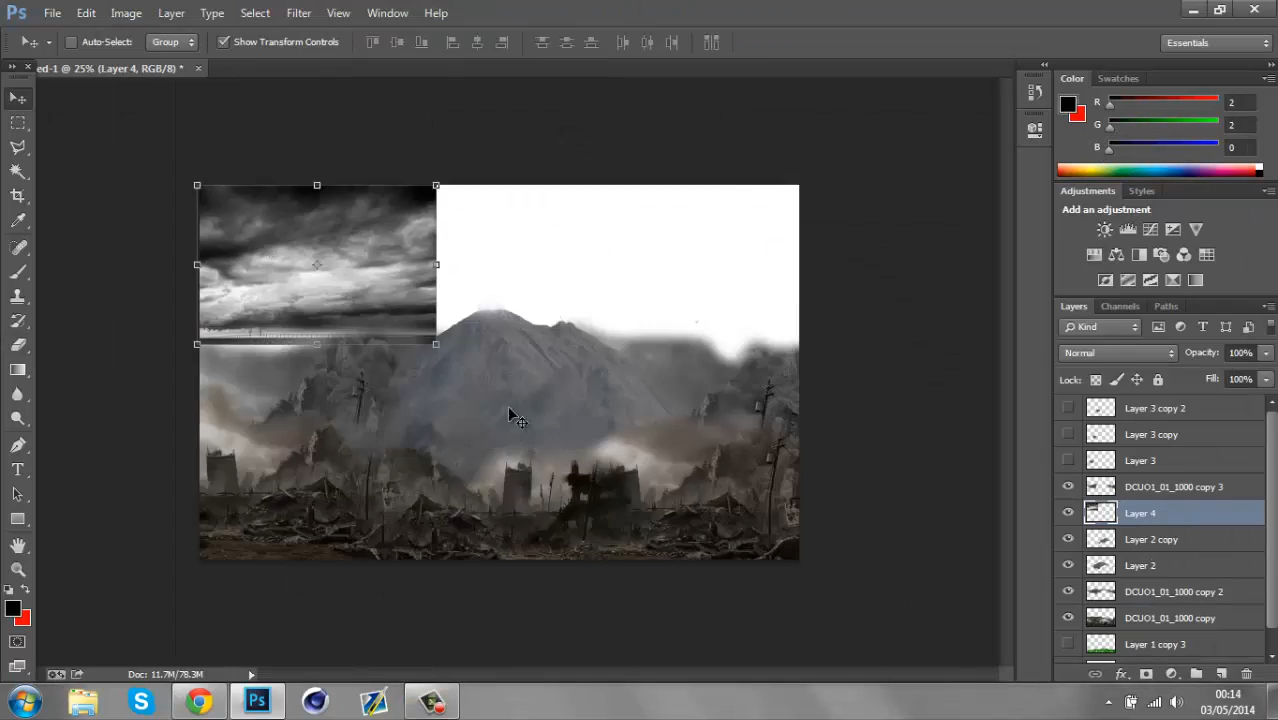 Ps File Edit Image Layer Type Select Filter View Window Help
Auto-Select: Group Show Transform Controls Essentials
ed-1 @ 25% (Layer 4, RGB/8) *
Color Swatches
R 2
G 2
B 0
Adjustments Styles
Add an adjustment
Layers Channels Paths
Kind
Normal Opacity: 100%
Lock: Fill: 100%
Layer 3 copy 2
Layer 3 copy
Layer 3
DCUO1_01_1000 copy 3
Layer 4
Layer 2 copy
Layer 2
DCUO1_01_1000 copy 2
DCUO1_01_1000 copy
Layer 1 copy 3
Doc: 11.7M/78.3M
00:14
03/05/2014